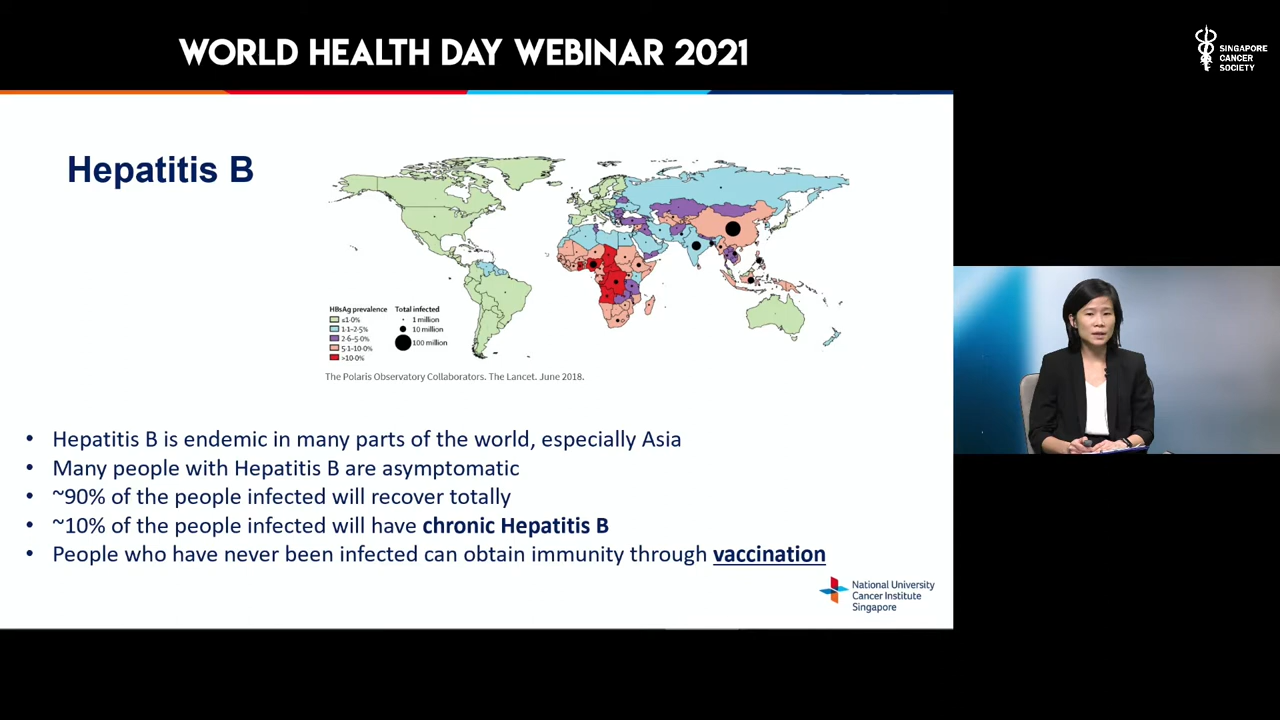 WORLD HEALTH DAY WEBINAR 2021
SINGAPORE
CANCER
SOCIETY
Hepatitis B
HBsAg prevalence
≤1·0%
1·1–2·5%
2·6–5·0%
5·1–10·0%
>10·0%
Total infected
1 million
10 million
100 million
The Polaris Observatory Collaborators. The Lancet. June 2018.
• Hepatitis B is endemic in many parts of the world, especially Asia
• Many people with Hepatitis B are asymptomatic
• ~90% of the people infected will recover totally
• ~10% of the people infected will have chronic Hepatitis B
• People who have never been infected can obtain immunity through vaccination
National University
Cancer Institute
Singapore